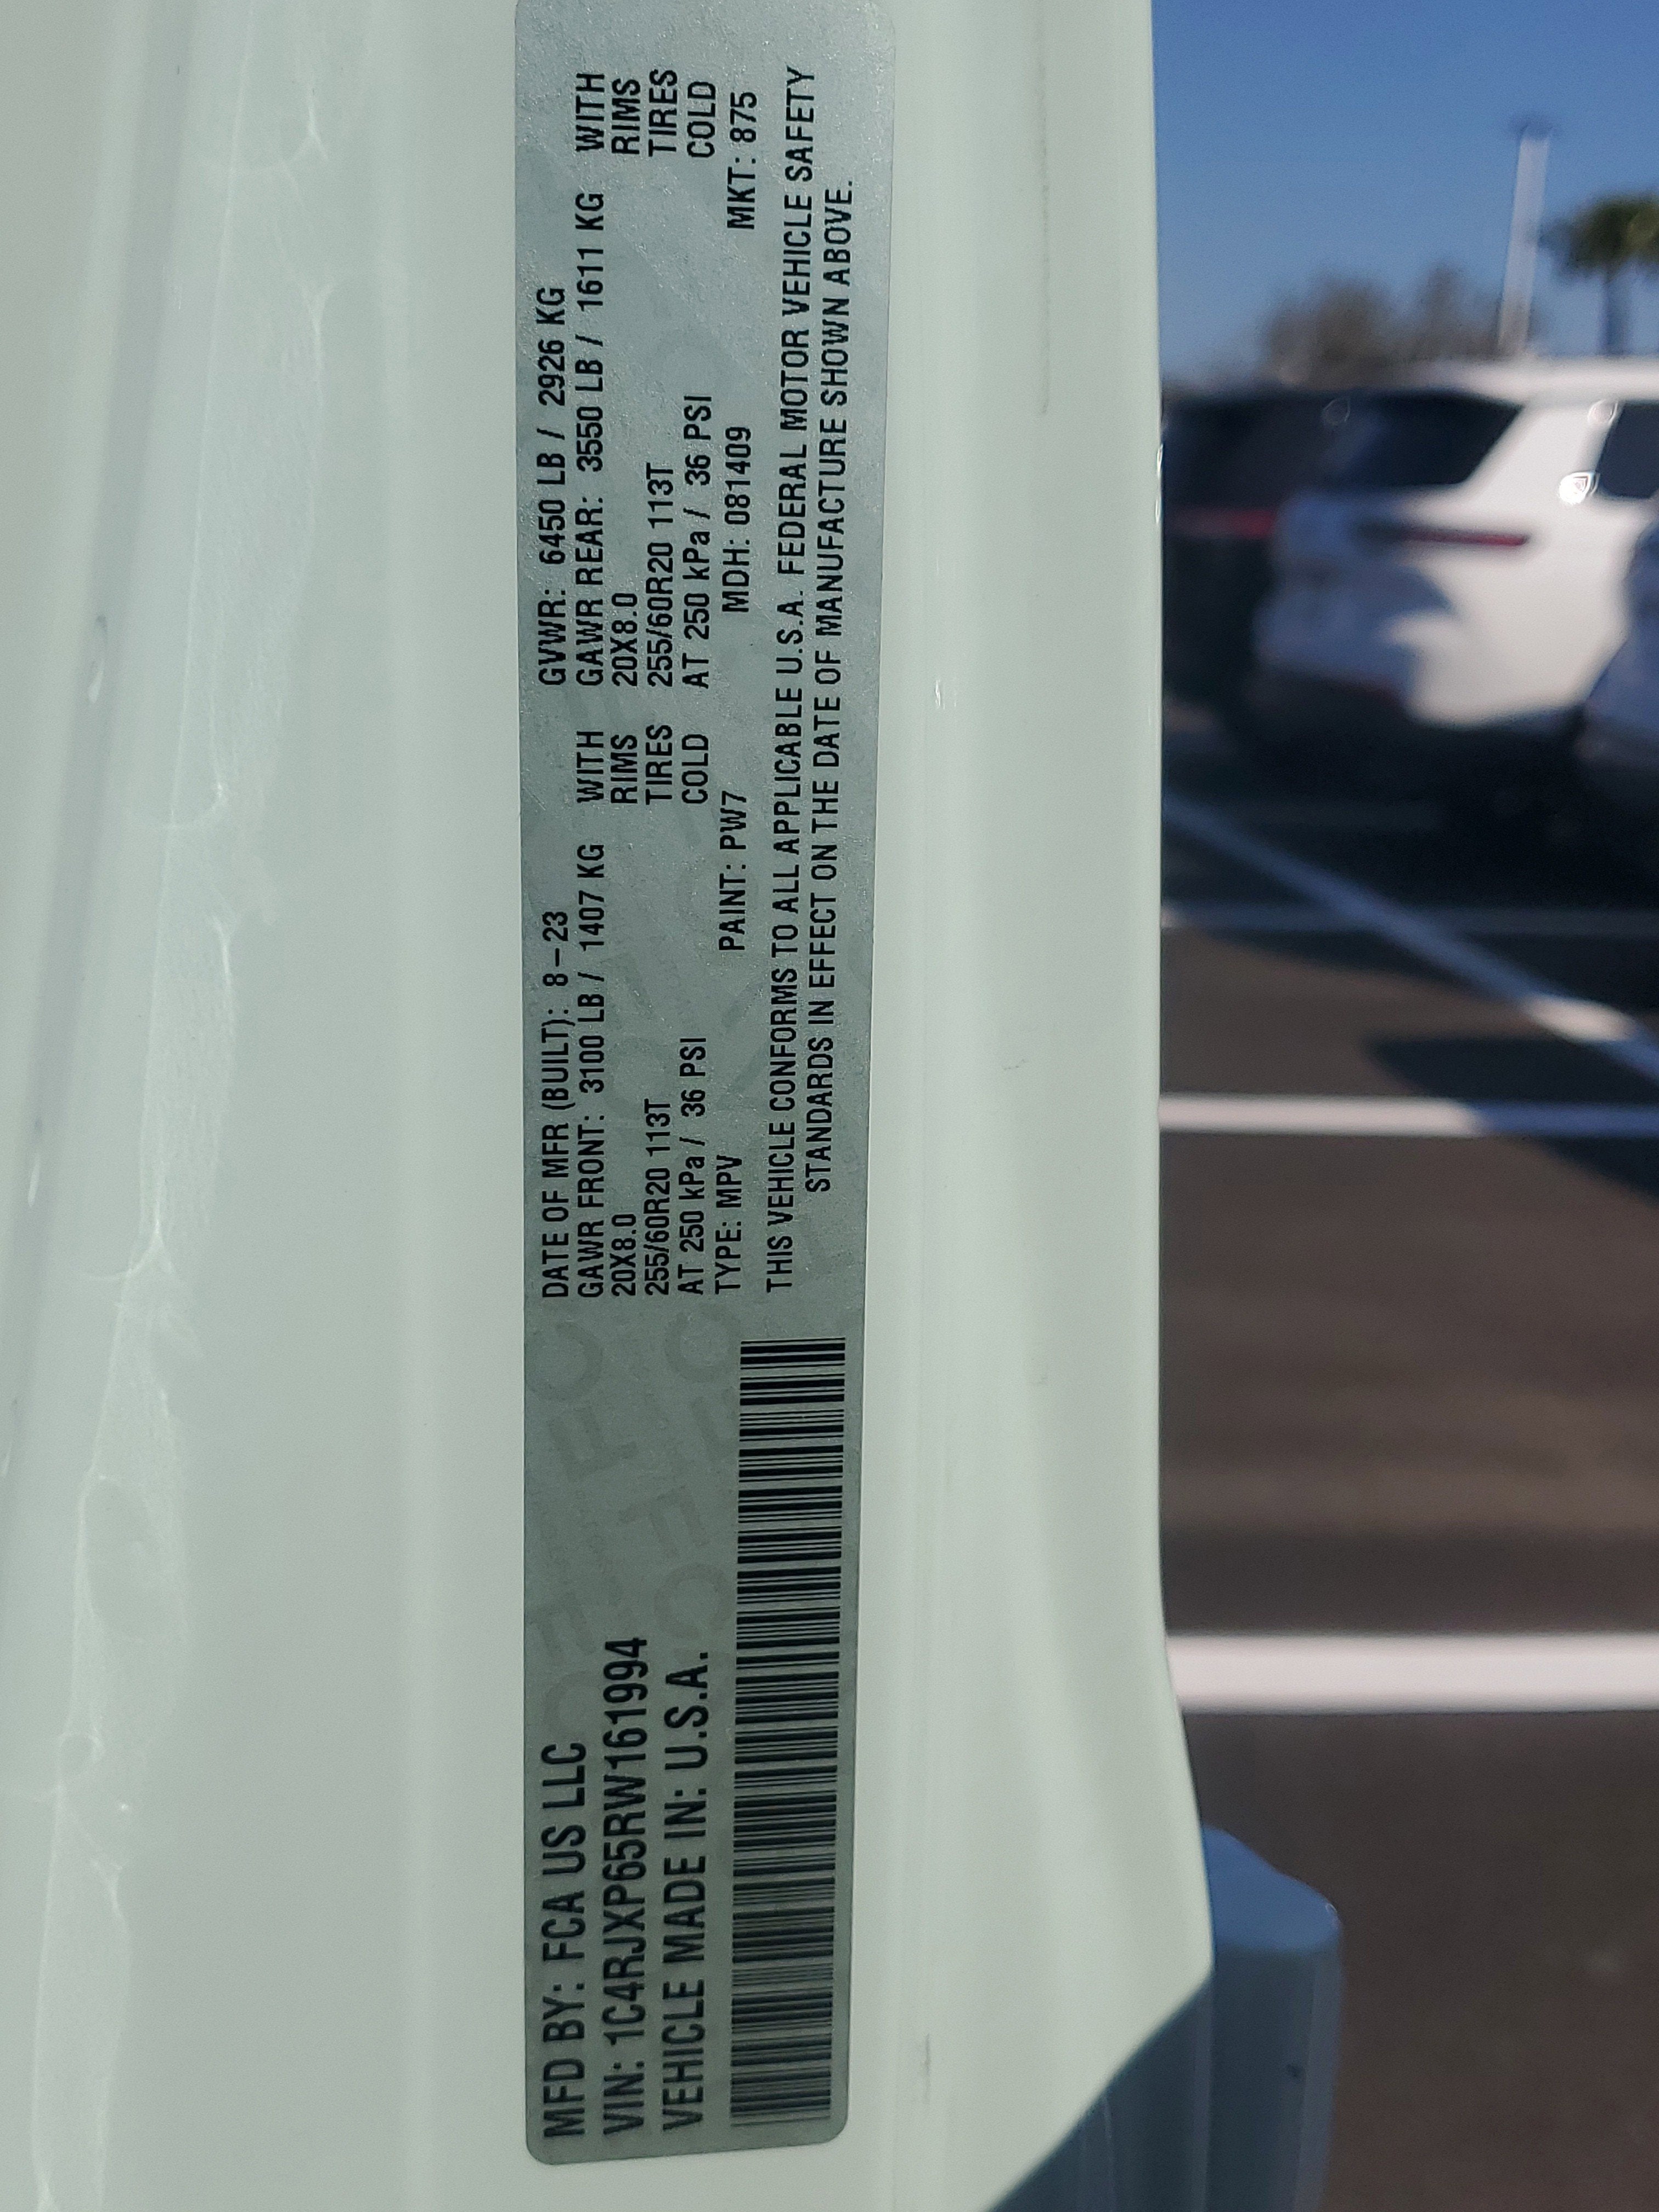 MFD BY: FCA US LLC
VIN: 1C4RJXP65RW161994
VEHICLE MADE IN: U.S.A.
DATE OF MFR (BUILT): 8-23 GVWR: 6450 LB / 2926 KG
GAWR FRONT: 3100 LB / 1407 KG WITH GAWR REAR: 3550 LB / 1611 KG WITH
20X8.0 RIMS 20X8.0 RIMS
255/60R20 113T TIRES 255/60R20 113T TIRES
AT 250 kPa / 36 PSI COLD AT 250 kPa / 36 PSI COLD
TYPE: MPV PAINT: PW7 MDH: 081409 MKT: 875
THIS VEHICLE CONFORMS TO ALL APPLICABLE U.S.A. FEDERAL MOTOR VEHICLE SAFETY
STANDARDS IN EFFECT ON THE DATE OF MANUFACTURE SHOWN ABOVE.